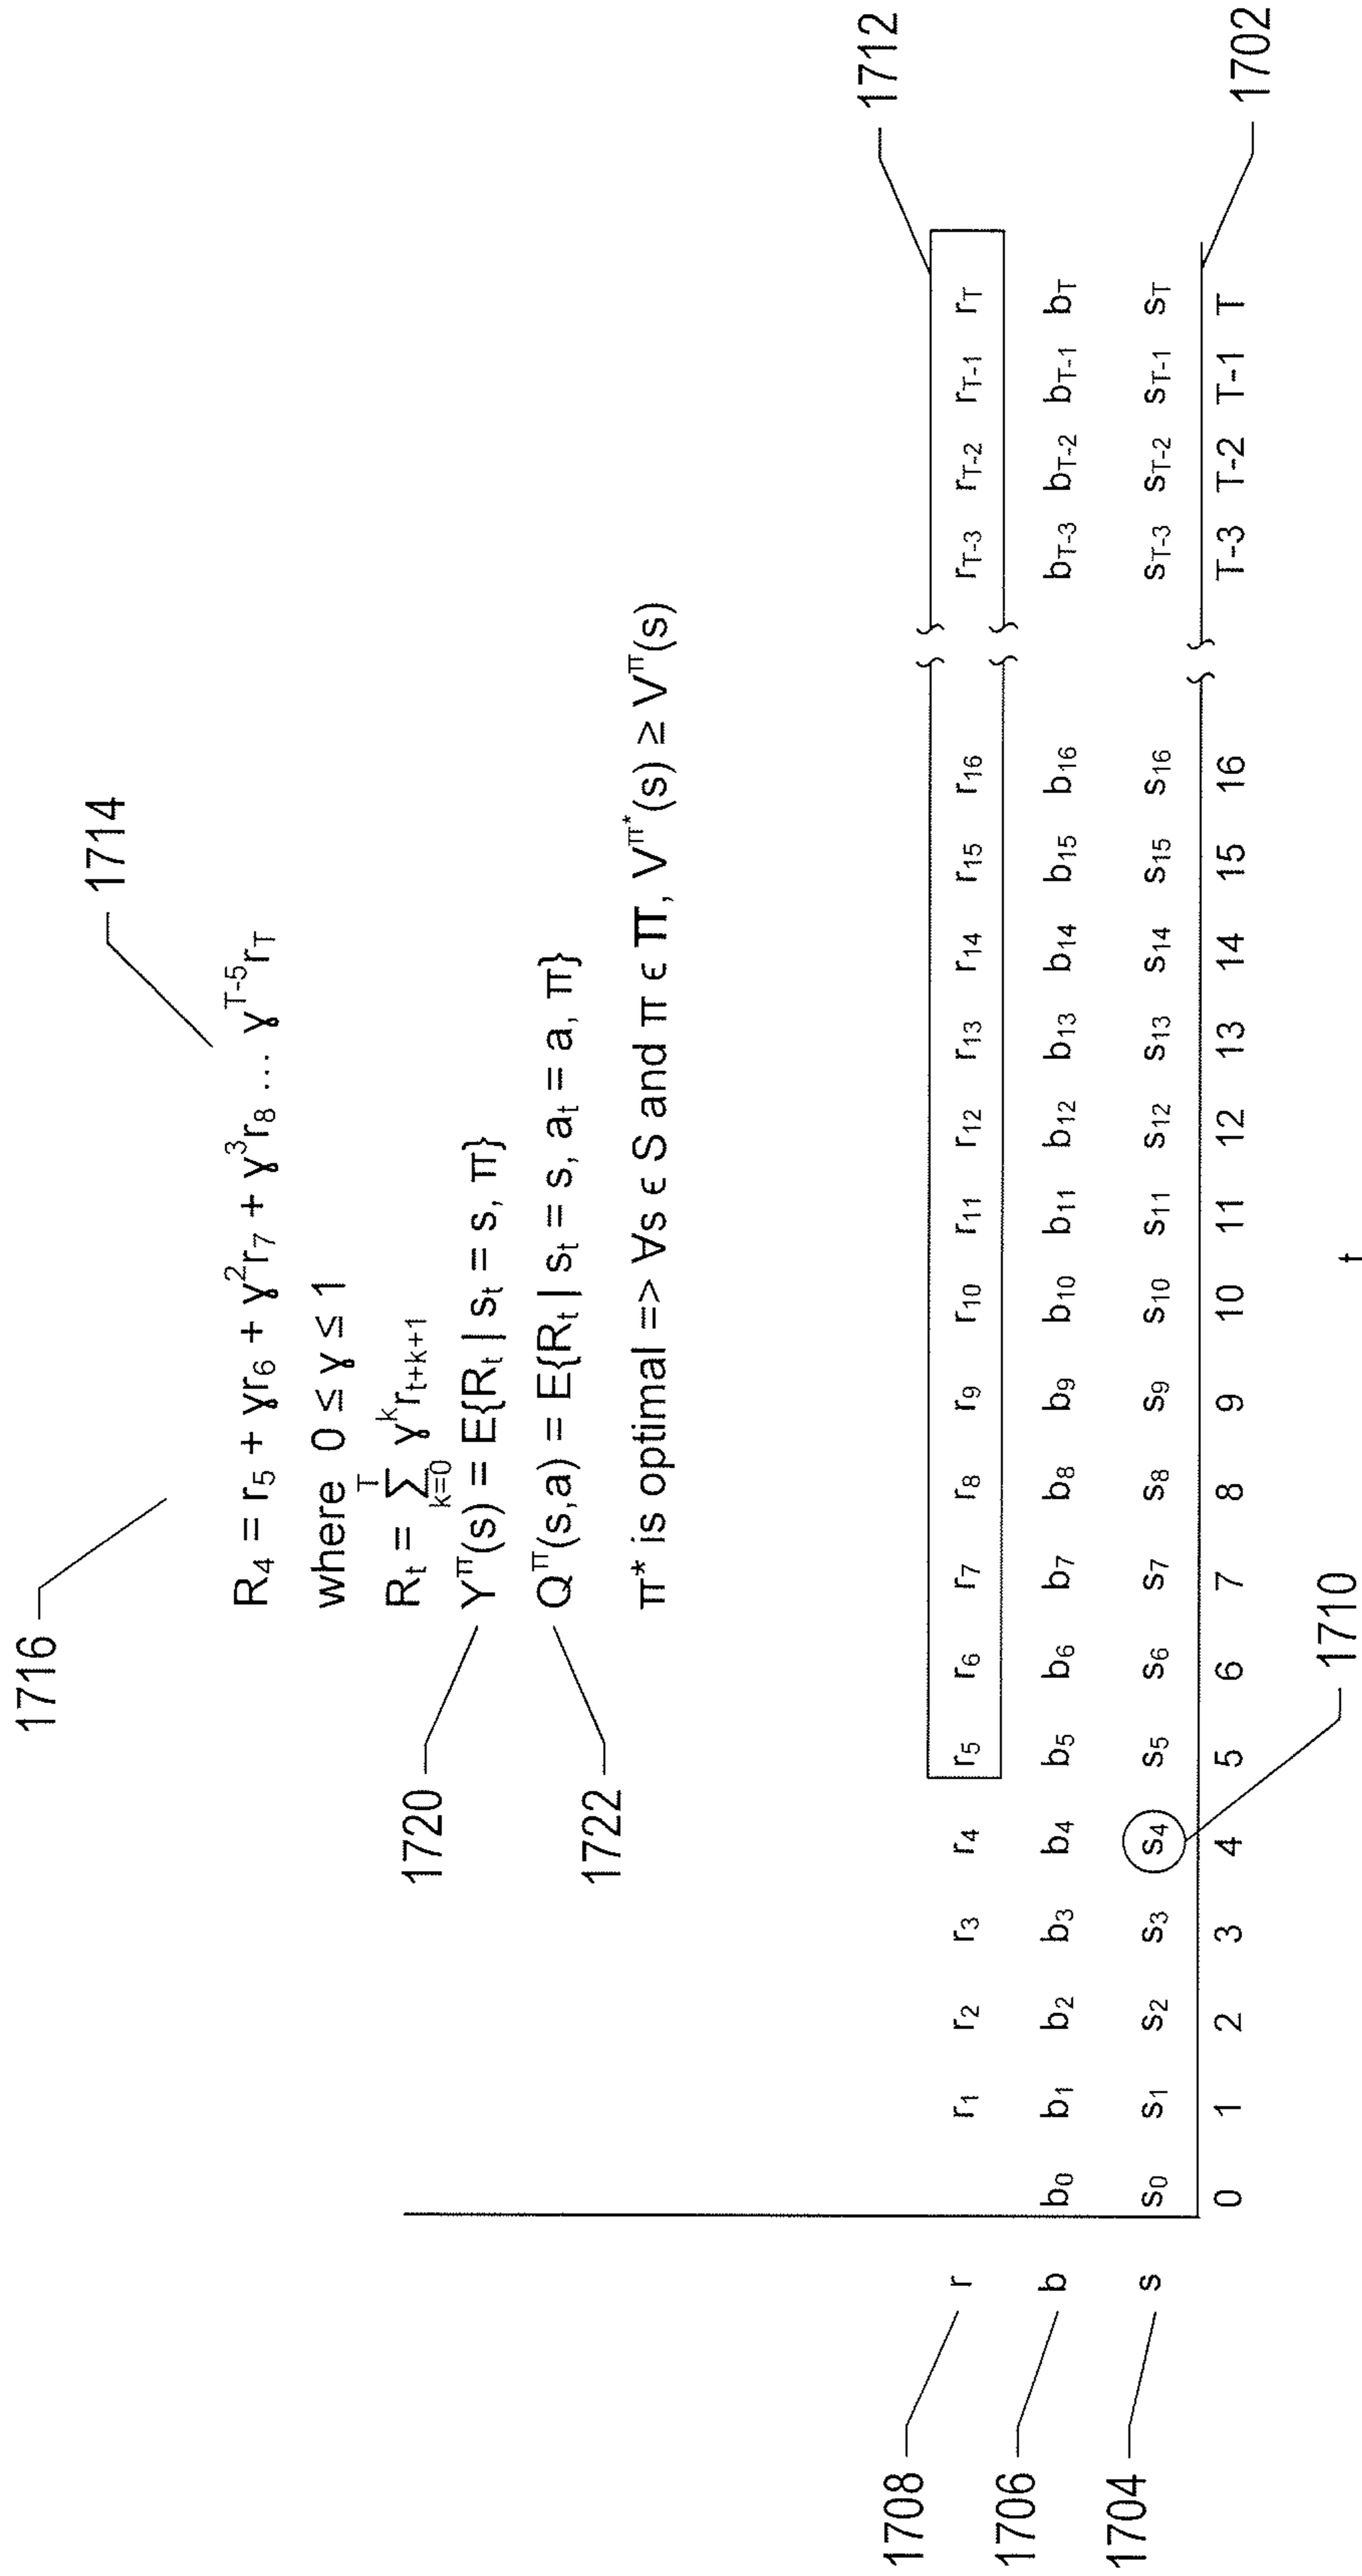 1716
1714
R₄ = r₅ + γr₆ + γ²r₇ + γ³r₈ ... γᵀ⁻⁵r_T
where 0 ≤ γ ≤ 1
R_t = ∑_{k=0}^{T} γᵏr_{t+k+1}
1720
Y^π(s) = E{R_t | s_t = s, π}
1722
Q^π(s,a) = E{R_t | s_t = s, a_t = a, π}
π* is optimal => ∀s ϵ S and π ϵ π, V^{π*}(s) ≥ V^π(s)
1712
1708
r r₁ r₂ r₃ r₄ r₅ r₆ r₇ r₈ r₉ r₁₀ r₁₁ r₁₂ r₁₃ r₁₄ r₁₅ r₁₆ r_{T-3} r_{T-2} r_{T-1} r_T
1706
b b₀ b₁ b₂ b₃ b₄ b₅ b₆ b₇ b₈ b₉ b₁₀ b₁₁ b₁₂ b₁₃ b₁₄ b₁₅ b₁₆ b_{T-3} b_{T-2} b_{T-1} b_T
1704
s s₀ s₁ s₂ s₃ s₄ s₅ s₆ s₇ s₈ s₉ s₁₀ s₁₁ s₁₂ s₁₃ s₁₄ s₁₅ s₁₆ s_{T-3} s_{T-2} s_{T-1} s_T
0 1 2 3 4 5 6 7 8 9 10 11 12 13 14 15 16 T-3 T-2 T-1 T
1702
1710
t